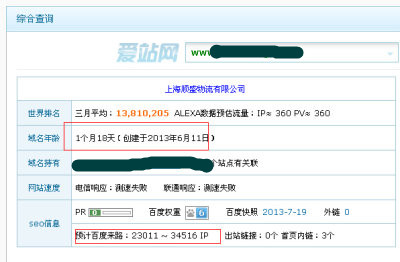 综合查询
爱站网 www.
上海顺盛物流有限公司
世界排名 三月平均：13,810,205 ALEXA数据预估流量：IP≈ 360 PV≈ 360
域名年龄 1个月18天（创建于2013年6月11日）
域名持有 个站点有关联
网站速度 电信响应：测速失败 联通响应：测速失败
seo信息 PR 0 百度权重 6 百度快照 2013-7-19 外链 0
预计百度来路：23011 ~ 34516 IP 出站链接：0个 首页内链：3个